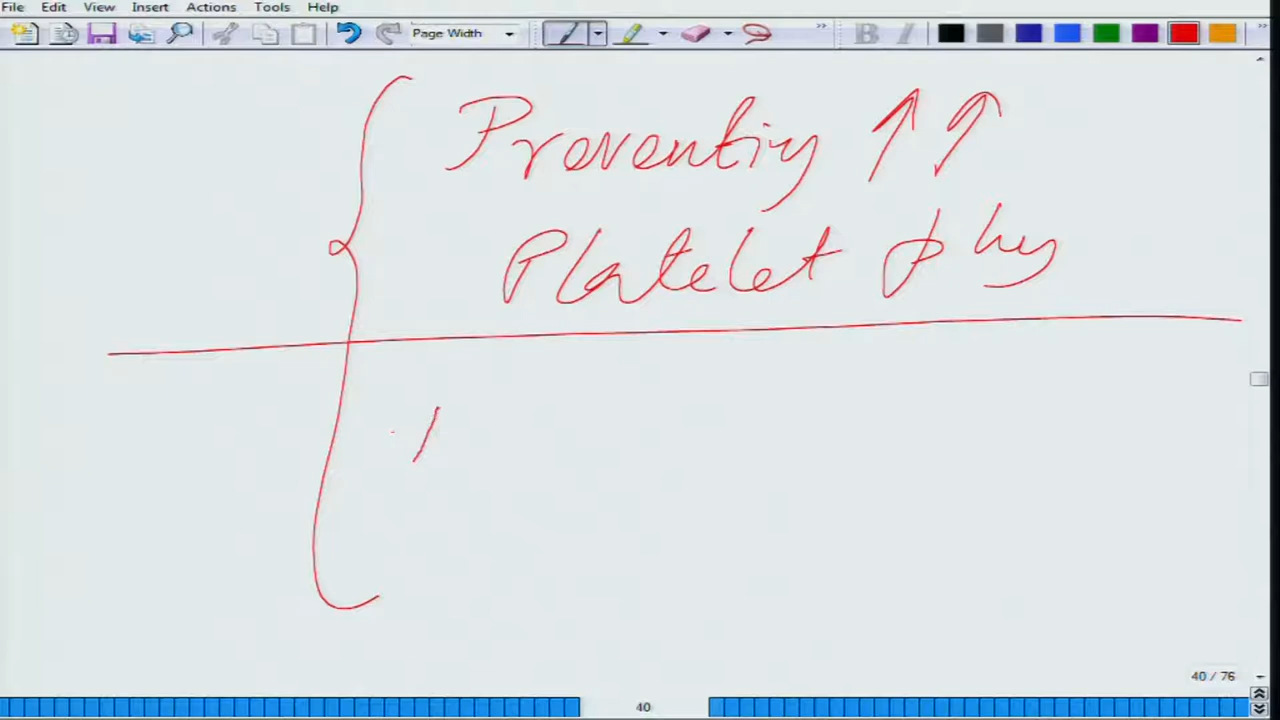 File Edit View Insert Actions Tools Help
Page Width
Preventing ↑↑
Platelet
40 / 76
40